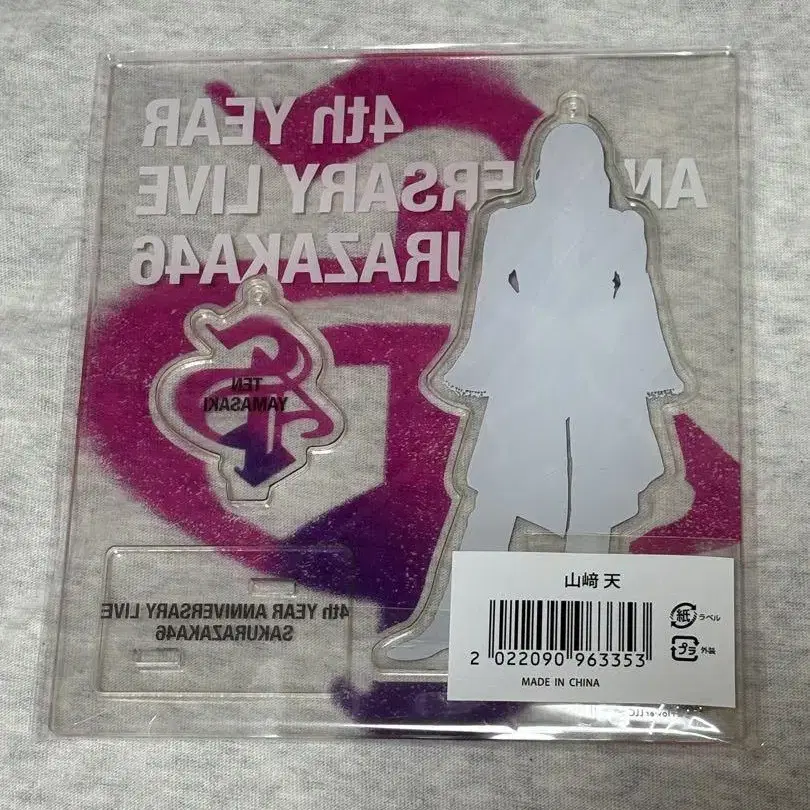 4th YEAR
AN ERSARY LIVE
URAZAKA46
TEN
YAMASAKI
4th YEAR ANNIVERSARY LIVE
SAKURAZAKA46
山﨑 天
紙 ラベル
プラ 外装
2 022090 963353
MADE IN CHINA